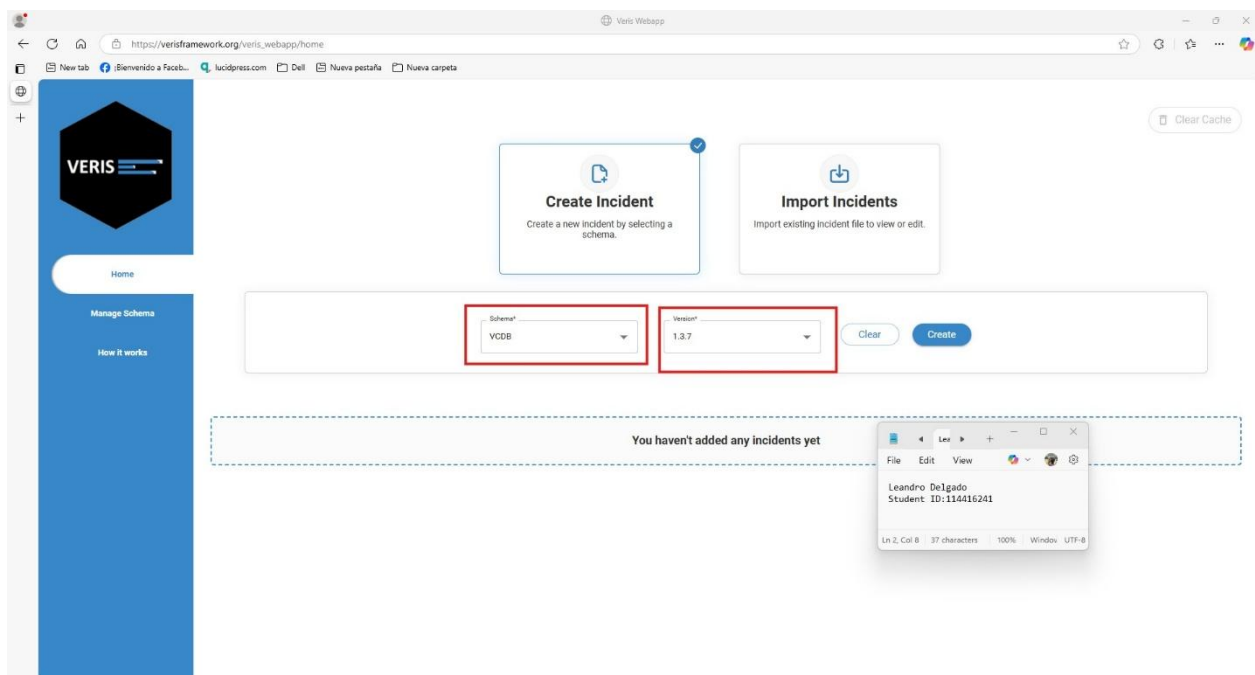 Veris Webapp
https://verisframework.org/veris_webapp/home
New tab
¡Bienvenido a Faceb...
lucidpress.com
Dell
Nueva pestaña
Nueva carpeta
Clear Cache
VERIS
Create Incident
Create a new incident by selecting a
schema.
Import Incidents
Import existing incident file to view or edit.
Home
Manage Schema
How it works
Schema*
VCDB
Version*
1.3.7
Clear
Create
You haven't added any incidents yet
Lea
File Edit View
Leandro Delgado
Student ID:114416241
Ln 2, Col 8 37 characters 100% Window UTF-8